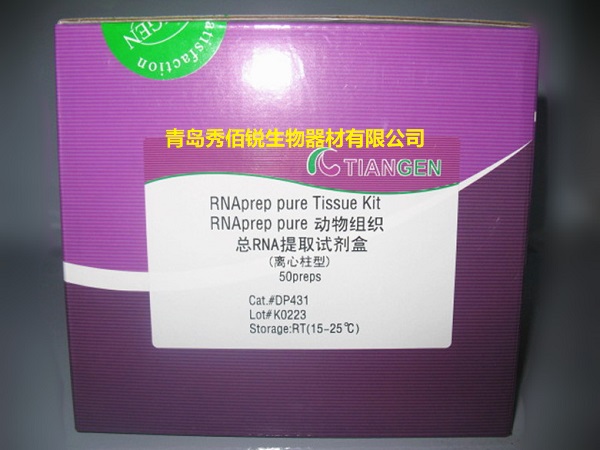 Satisfaction
青岛秀佰锐生物器材有限公司
TIANGEN
RNAprep pure Tissue Kit
RNAprep pure 动物组织
总RNA提取试剂盒
(离心柱型)
50preps
Cat.#DP431
Lot#K0223
Storage:RT(15-25℃)